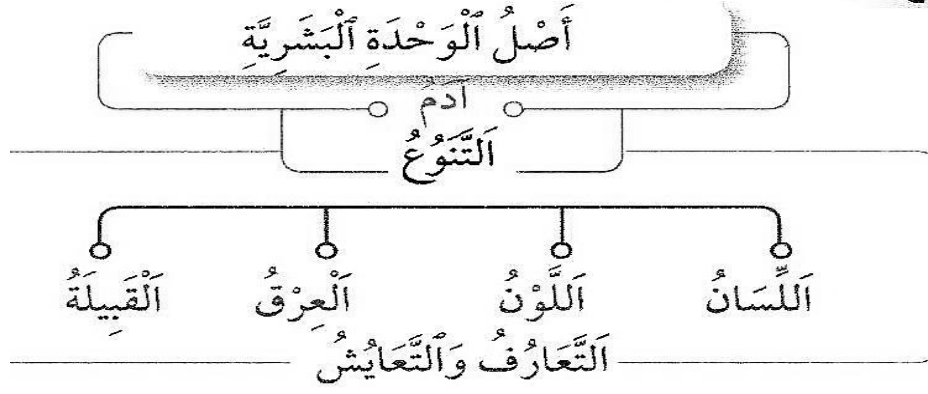 أَصْلُ ٱلْوَحْدَةِ ٱلْبَشَرِيَّةِ
آدم
اَلتَّنَوُّعُ
اَللِّسَانُ اَللَّوْنُ اَلْعِرْقُ اَلْقَبِيلَةُ
اَلتَّعَارُفُ وَٱلتَّعَايُشُ